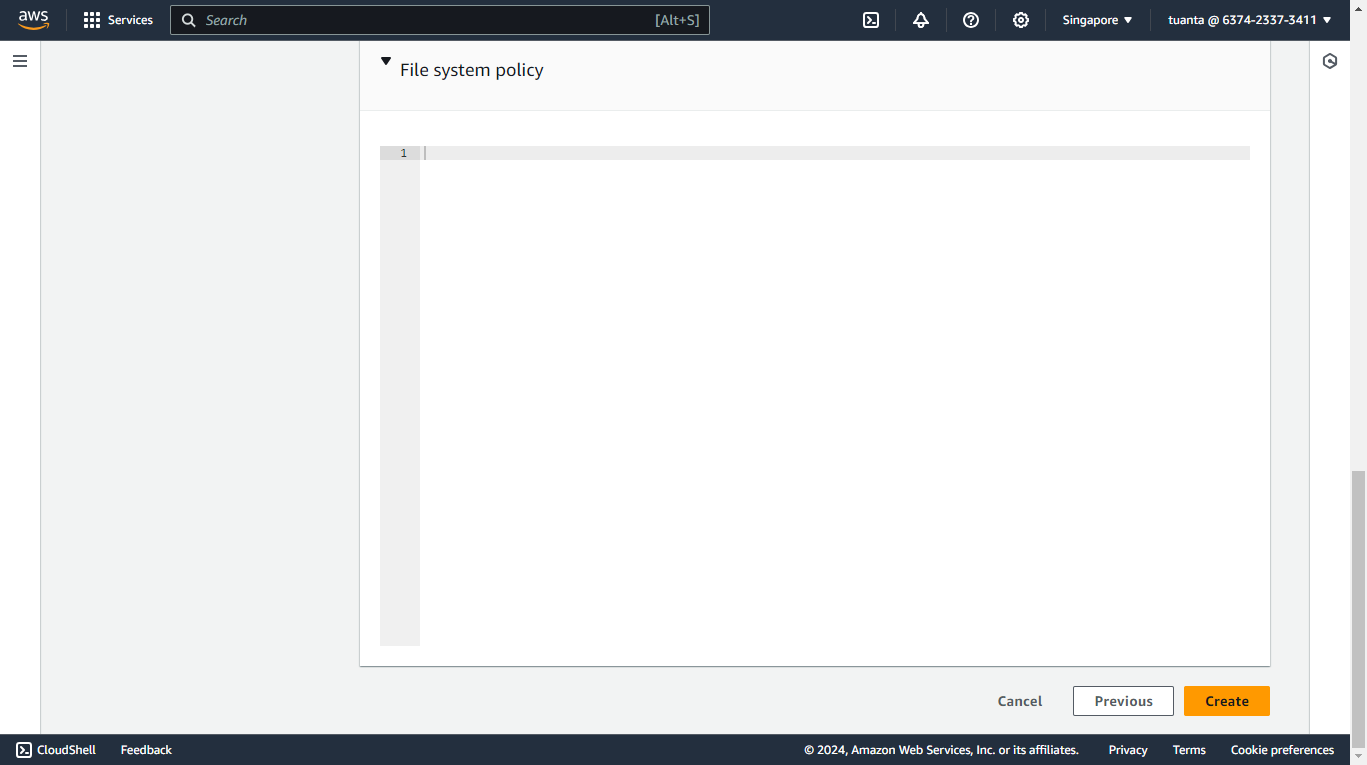 aws
Services
Search
[Alt+S]
Singapore
tuanta @ 6374-2337-3411
File system policy
1
Cancel
Previous
Create
CloudShell
Feedback
© 2024, Amazon Web Services, Inc. or its affiliates.
Privacy
Terms
Cookie preferences